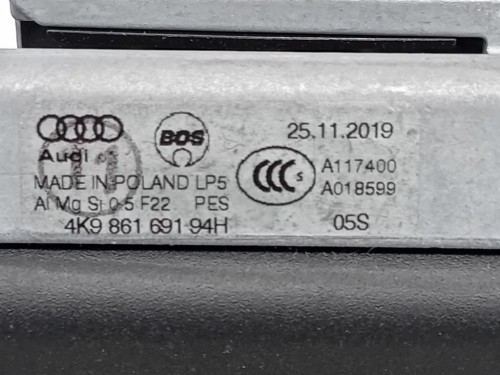 BOS
25.11.2019
Audi
MADE IN POLAND LP5
CCC
A117400
A018599
Al Mg Si 0.5 F22 PES
4K9 861 691 94H
05S